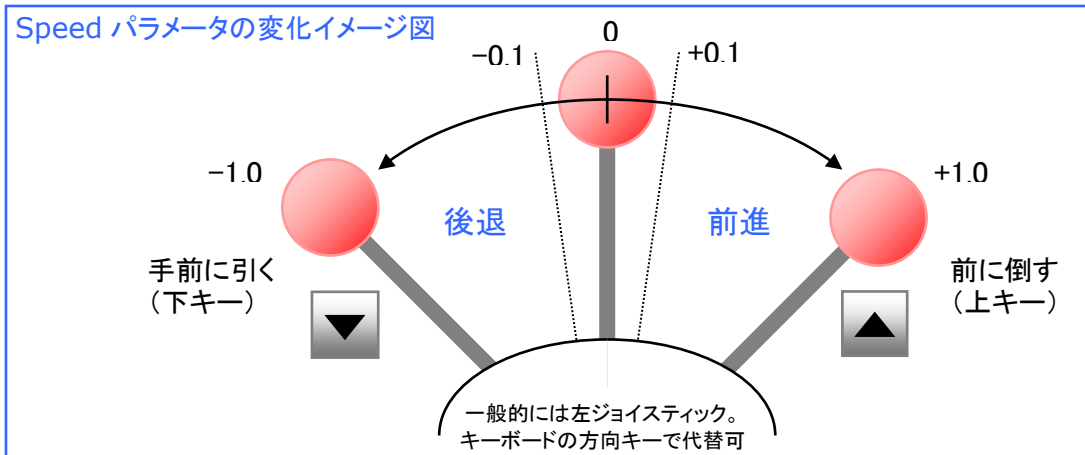 Speed パラメータの変化イメージ図
0
−0.1
+0.1
−1.0
+1.0
後退
前進
手前に引く
（下キー）
前に倒す
（上キー）
一般的には左ジョイスティック。
キーボードの方向キーで代替可